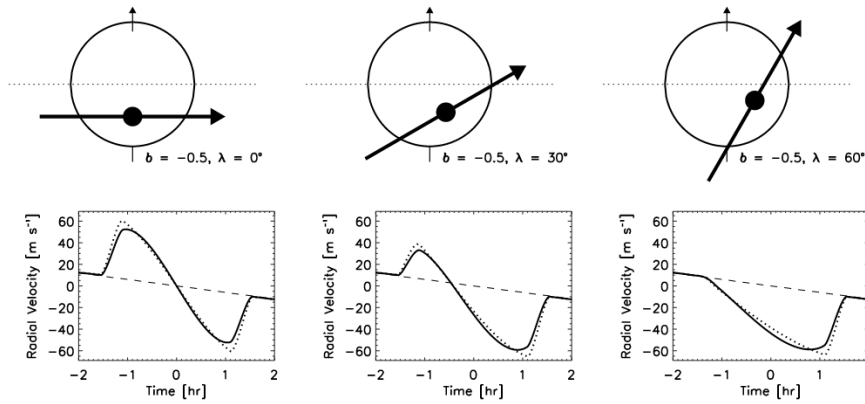 b = −0.5, λ = 0°
b = −0.5, λ = 30°
b = −0.5, λ = 60°
Radial Velocity [m s⁻¹]
60
40
20
0
−20
−40
−60
−2 −1 0 1 2
Time [hr]
Radial Velocity [m s⁻¹]
60
40
20
0
−20
−40
−60
−2 −1 0 1 2
Time [hr]
Radial Velocity [m s⁻¹]
60
40
20
0
−20
−40
−60
−2 −1 0 1
Time [hr]